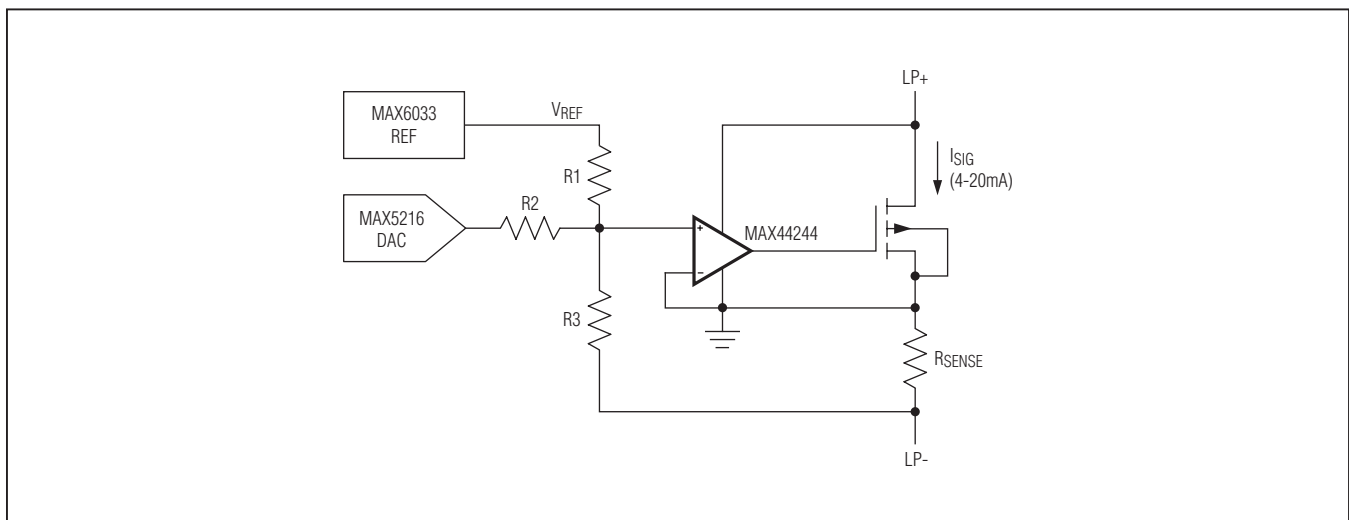 LP+
MAX6033
REF
VREF
ISIG
(4-20mA)
R1
MAX5216
DAC
R2
+
MAX44244
-
R3
RSENSE
LP-